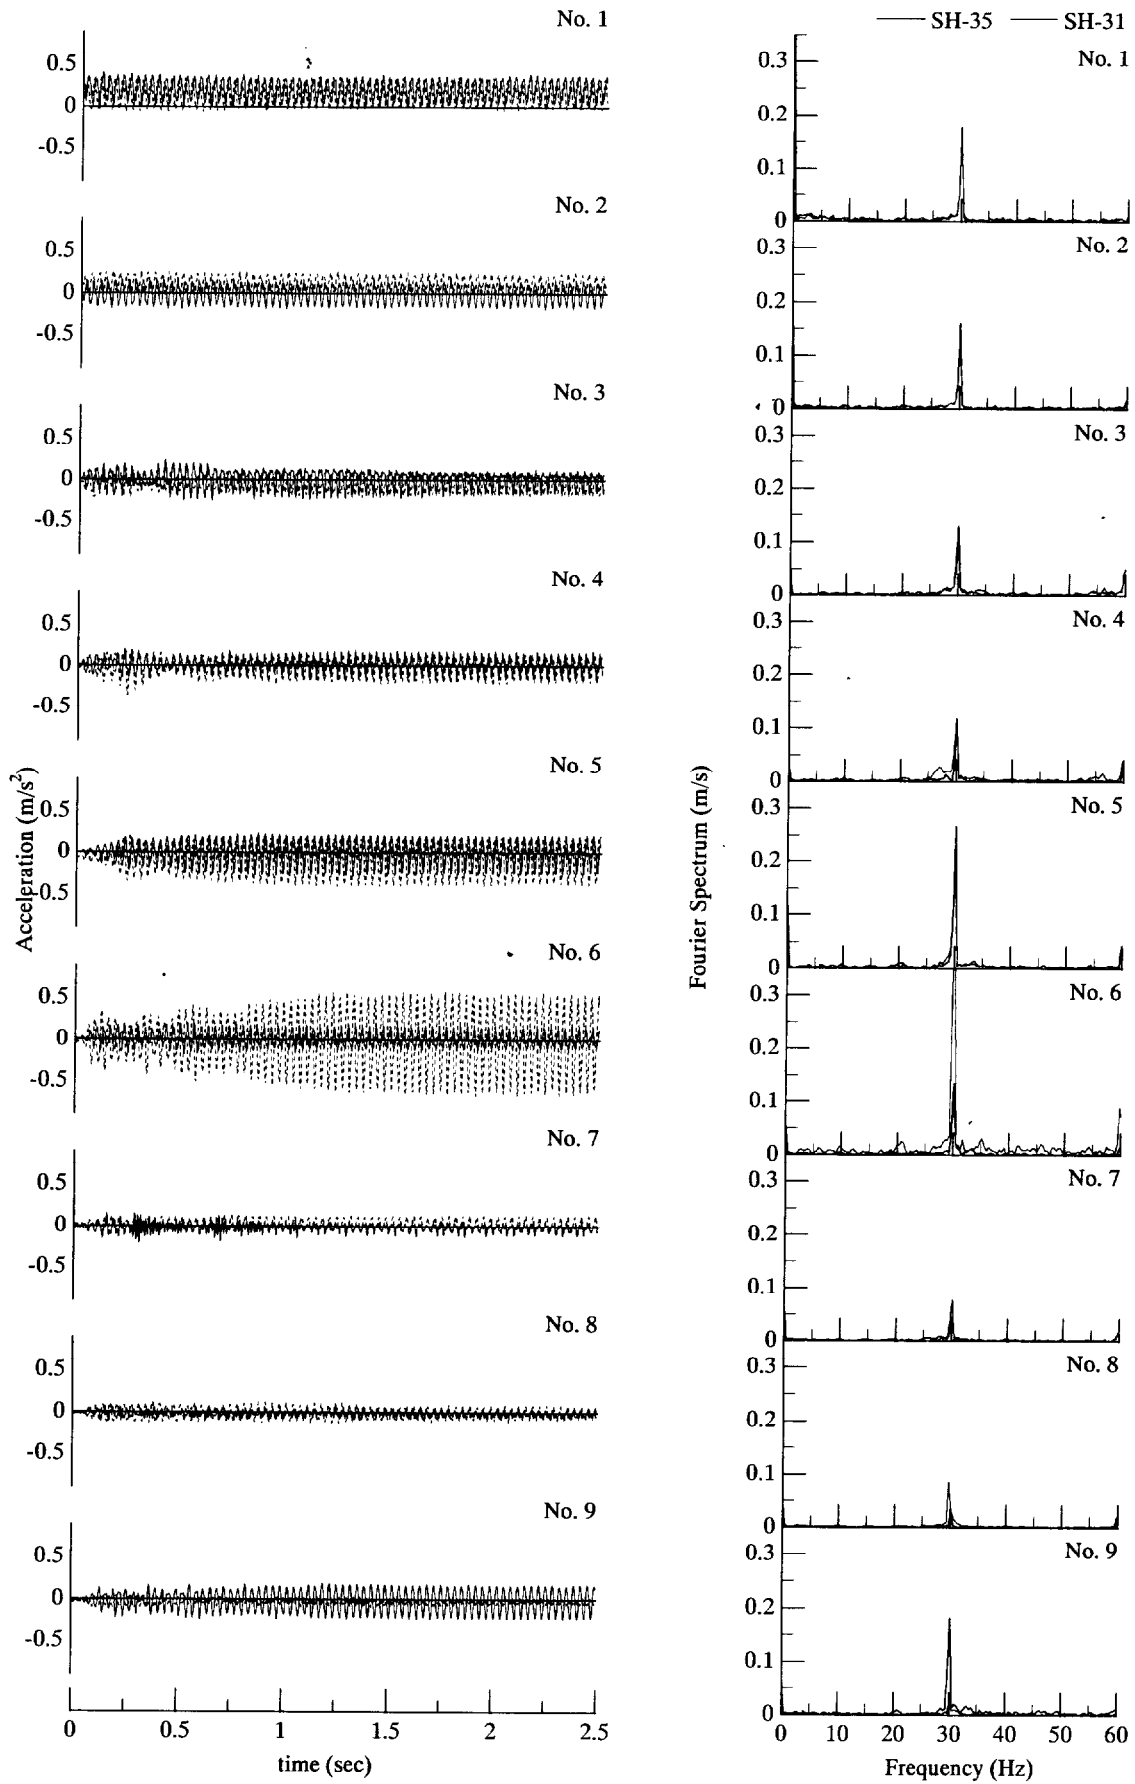 No. 1
0.5
0
-0.5
No. 2
0.5
0
-0.5
No. 3
0.5
0
-0.5
No. 4
0.5
0
-0.5
No. 5
0.5
0
-0.5
No. 6
0.5
0
-0.5
No. 7
0.5
0
-0.5
No. 8
0.5
0
-0.5
No. 9
0.5
0
-0.5
Acceleration (m/s²)
0 0.5 1 1.5 2 2.5
time (sec)
SH-35 SH-31
No. 1
0.3
0.2
0.1
0
No. 2
0.3
0.2
0.1
0
No. 3
0.3
0.2
0.1
0
No. 4
0.3
0.2
0.1
0
No. 5
0.3
0.2
0.1
0
No. 6
0.3
0.2
0.1
0
No. 7
0.3
0.2
0.1
0
No. 8
0.3
0.2
0.1
0
No. 9
0.3
0.2
0.1
0
Fourier Spectrum (m/s)
0 10 20 30 40 50 60
Frequency (Hz)